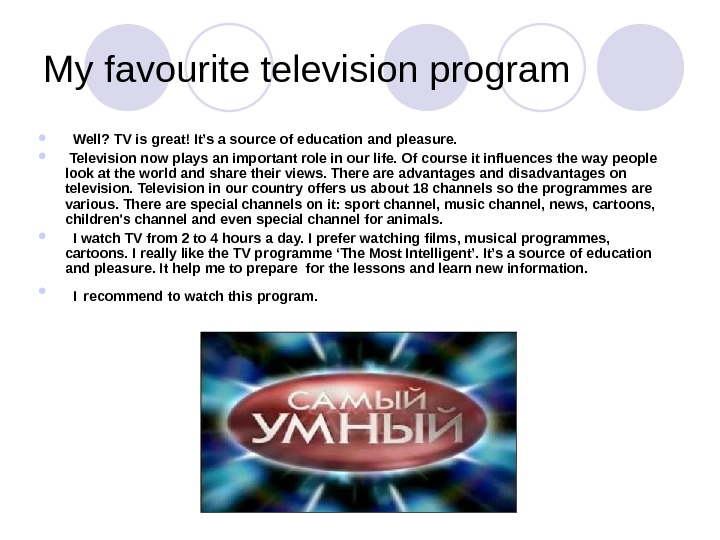 My favourite television program
Well? TV is great! It’s a source of education and pleasure.
Television now plays an important role in our life. Of course it influences the way people
look at the world and share their views. There are advantages and disadvantages on
television. Television in our country offers us about 18 channels so the programmes are
various. There are special channels on it: sport channel, music channel, news, cartoons,
children's channel and even special channel for animals.
I watch TV from 2 to 4 hours a day. I prefer watching films, musical programmes,
cartoons. I really like the TV programme ‘The Most Intelligent’. It’s a source of education
and pleasure. It help me to prepare for the lessons and learn new information.
I recommend to watch this program.
САМЫЙ
УМНЫЙ